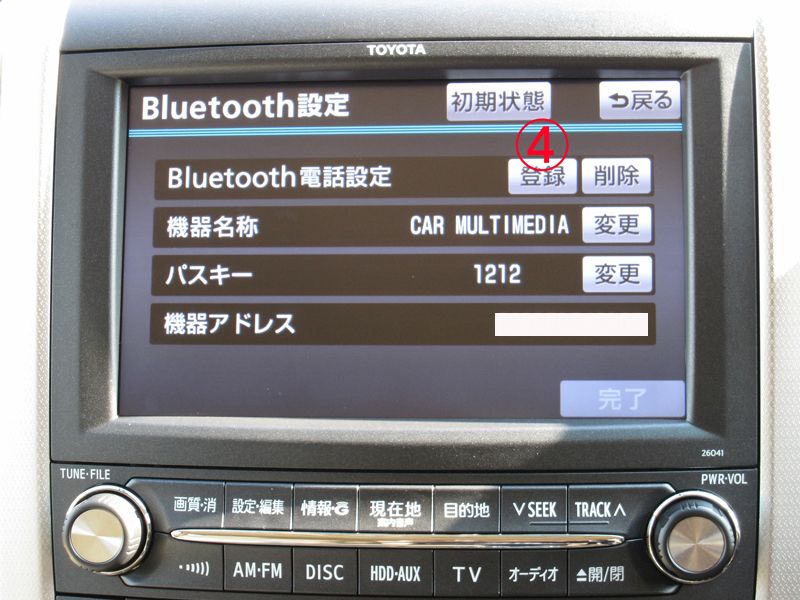 TOYOTA
Bluetooth設定 初期状態 戻る
④
Bluetooth電話設定 登録 削除
機器名称 CAR MULTIMEDIA 変更
パスキー 1212 変更
機器アドレス
完了
26041
TUNE·FILE PWR·VOL
画質·消 設定·編集 情報·G 現在地 目的地 ∨SEEK TRACK∧
案内音声
AM·FM DISC HDD·AUX TV オーディオ ▲開/閉